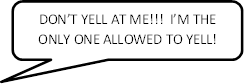 DON'T YELL AT ME!!! I'M THE
ONLY ONE ALLOWED TO YELL!